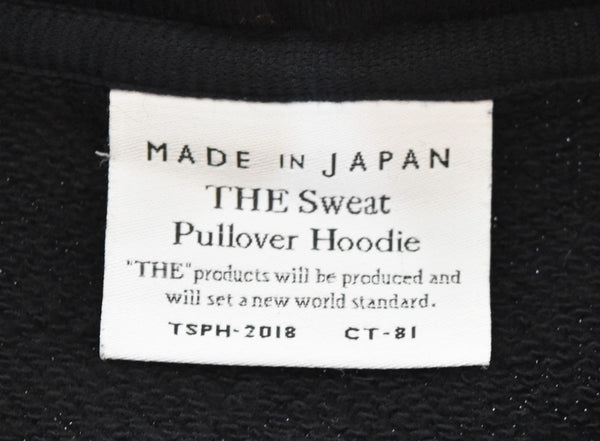 MADE IN JAPAN
THE Sweat
Pullover Hoodie
"THE" products will be produced and
will set a new world standard.
TSPH-2018 CT-81